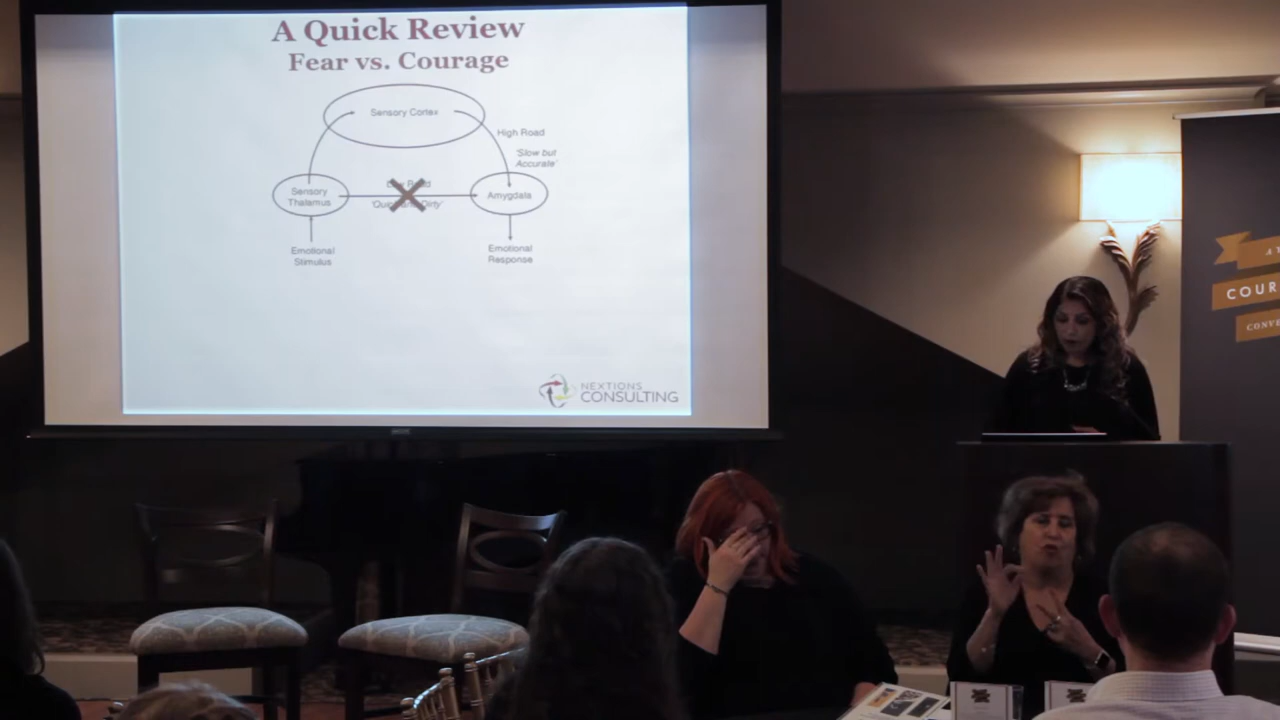 A Quick Review
Fear vs. Courage
Sensory Cortex
High Road
'Slow but
Accurate'
Sensory
Thalamus
Amygdala
Emotional
Stimulus
Emotional
Response
NEXTIONS
CONSULTING
COUR
CONVE